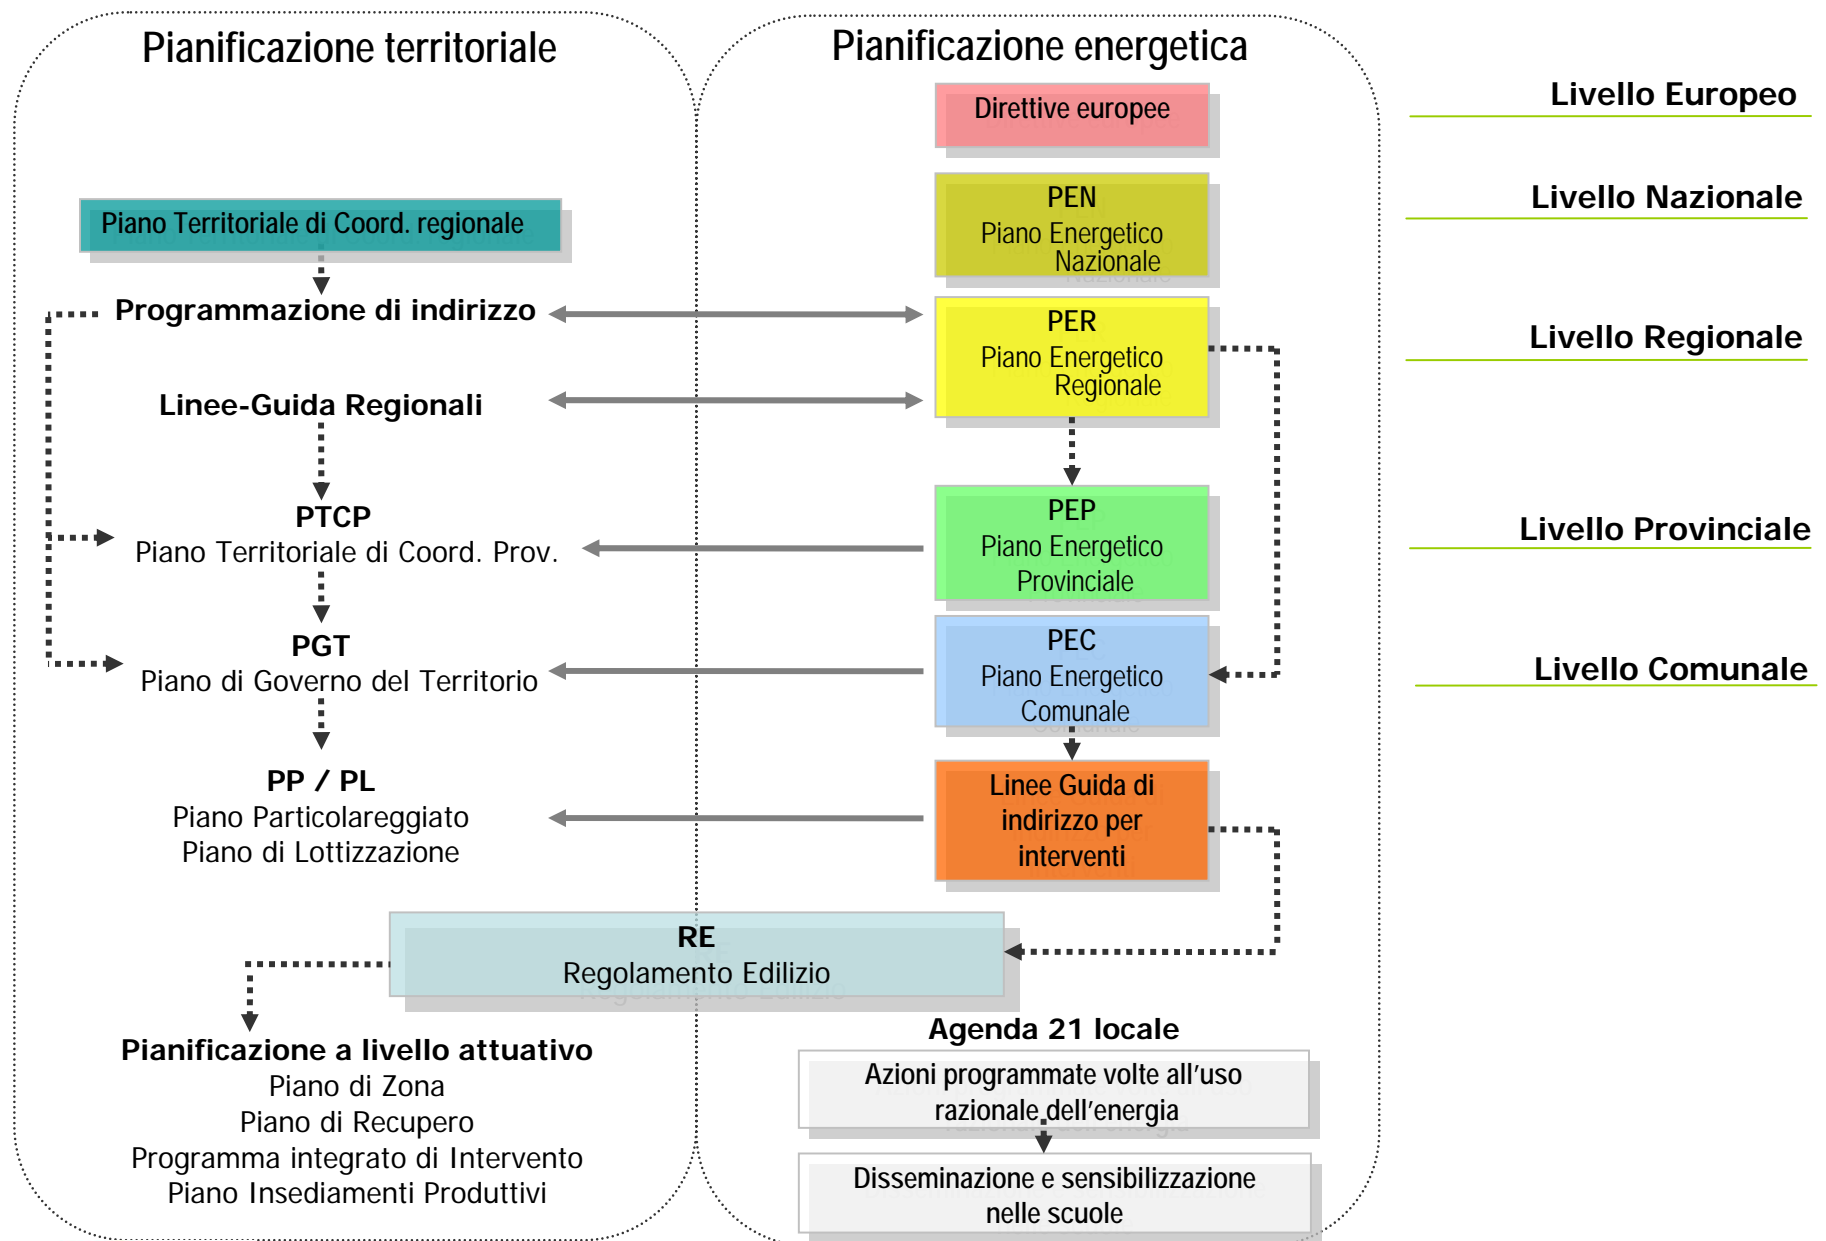 Pianificazione territoriale
Piano Territoriale di Coord. regionale
Programmazione di indirizzo
Linee-Guida Regionali
PTCP
Piano Territoriale di Coord. Prov.
PGT
Piano di Governo del Territorio
PP / PL
Piano Particolareggiato
Piano di Lottizzazione
Pianificazione energetica
Direttive europee
PEN
Piano Energetico
Nazionale
PER
Piano Energetico
Regionale
PEP
Piano Energetico
Provinciale
PEC
Piano Energetico
Comunale
Linee Guida di
indirizzo per
interventi
RE
Regolamento Edilizio
Pianificazione a livello attuativo
Piano di Zona
Piano di Recupero
Programma integrato di Intervento
Piano Insediamenti Produttivi
Agenda 21 locale
Azioni programmate volte all'uso
razionale dell'energia
Disseminazione e sensibilizzazione
nelle scuole
Livello Europeo
Livello Nazionale
Livello Regionale
Livello Provinciale
Livello Comunale